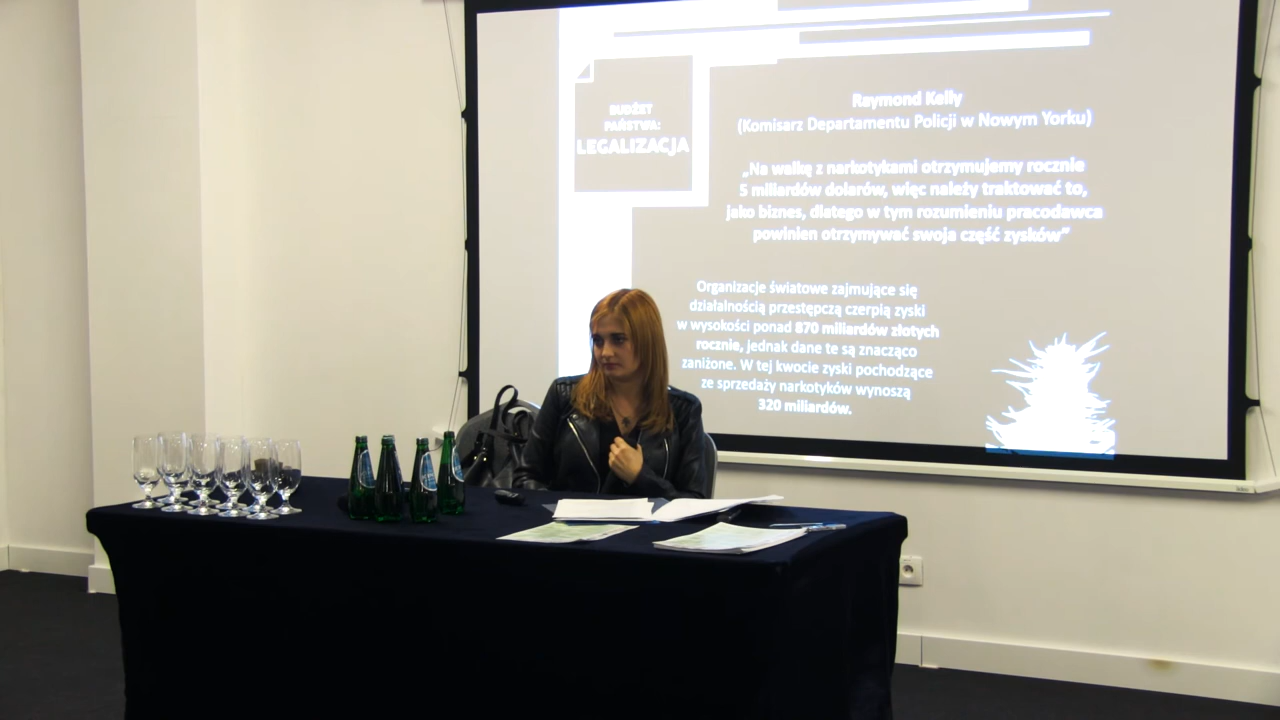 BUDŻET
PAŃSTWA:
LEGALIZACJA
Raymond Kelly
(Komisarz Departamentu Policji w Nowym Yorku)
„Na walkę z narkotykami otrzymujemy rocznie
5 miliardów dolarów, więc należy traktować to,
jako biznes, dlatego w tym rozumieniu pracodawca
powinien otrzymywać swoja część zysków”
Organizacje światowe zajmujące się
działalnością przestępczą czerpią zyski
w wysokości ponad 870 miliardów złotych
rocznie, jednak dane te są znacząco
zaniżone. W tej kwocie zyski pochodzące
ze sprzedaży narkotyków wynoszą
320 miliardów.